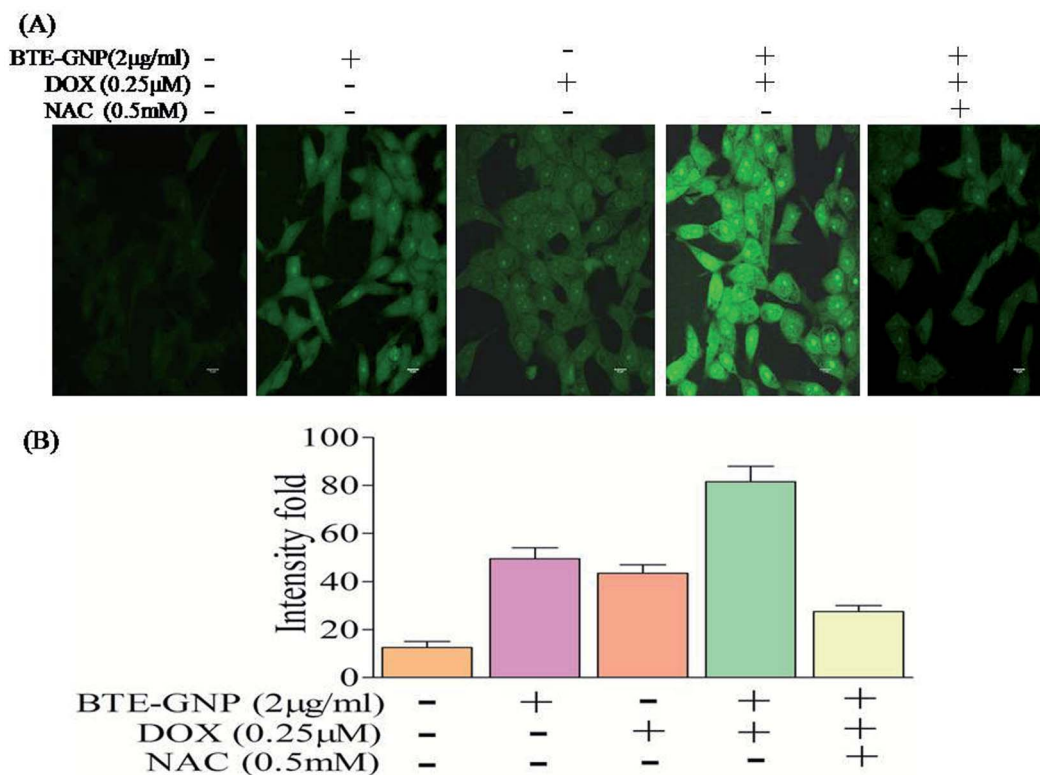 (A)
BTE-GNP(2µg/ml) - + - + +
DOX (0.25µM) - - + + +
NAC (0.5mM) - - - - +
(B)
100
80
60
40
20
0
Intensity fold
BTE-GNP (2µg/ml) - + - + +
DOX (0.25µM) - - + + +
NAC (0.5mM) - - - - +